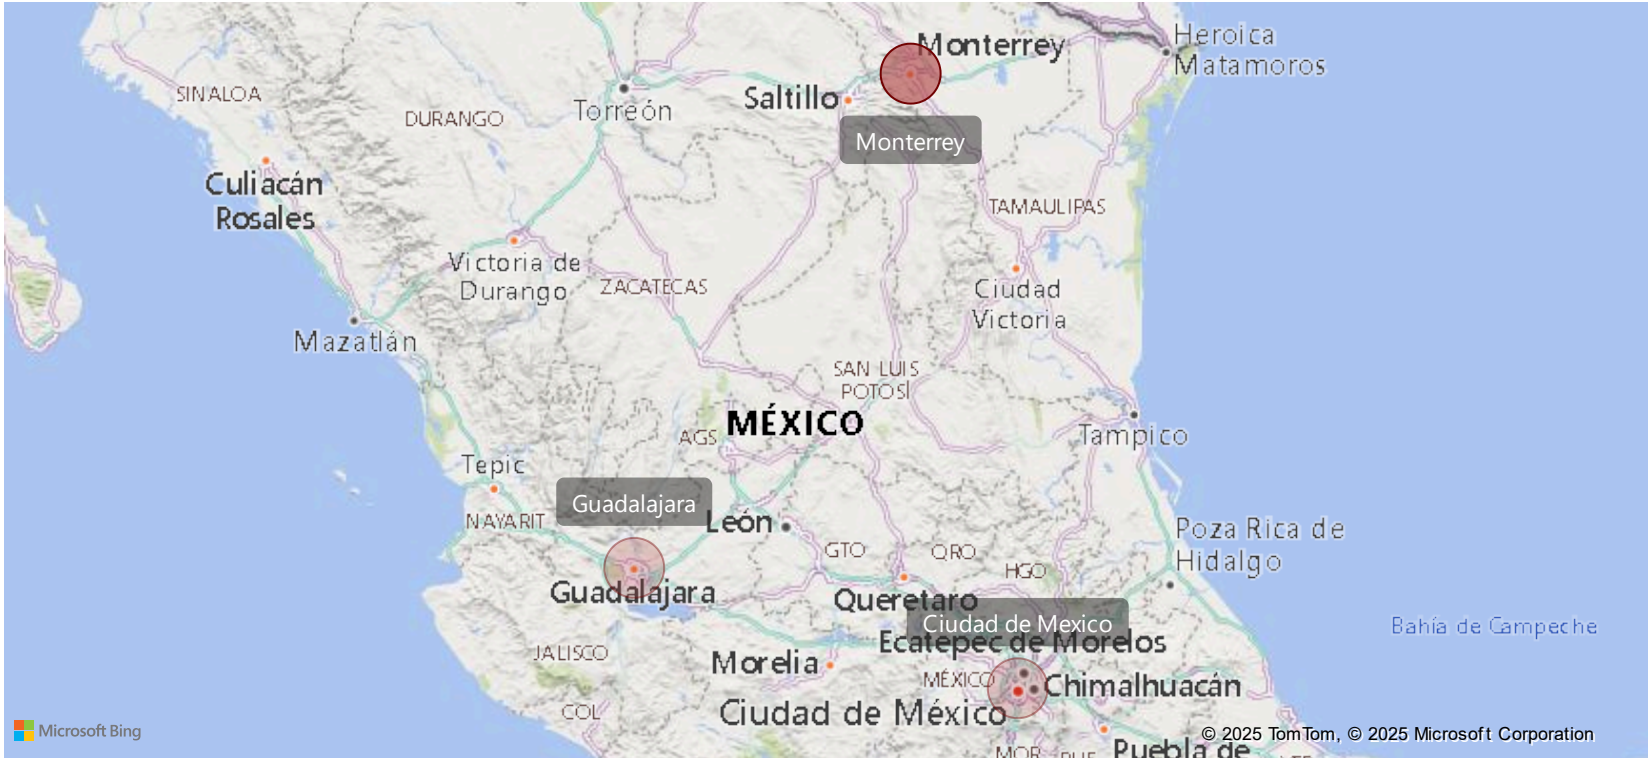 Heroica
Matamoros
Monterrey
Saltillo
Torreón
SINALOA
DURANGO
Monterrey
Culiacán
Rosales
TAMAULIPAS
Victoria de
Durango
ZACATECAS
Ciudad
Victoria
Mazatlán
SAN LUIS
POTOSÍ
MÉXICO
AGS
Tampico
Tepic
Guadalajara
NAYARIT
León
Poza Rica de
Hidalgo
GTO
QRO
HGO
Guadalajara
Queretaro
Ciudad de Mexico
Bahía de Campeche
Ecatepec de Morelos
JALISCO
Morelia
MÉXICO
Chimalhuacán
COL
Ciudad de México
Microsoft Bing
© 2025 TomTom, © 2025 Microsoft Corporation
MOR
Puebla de